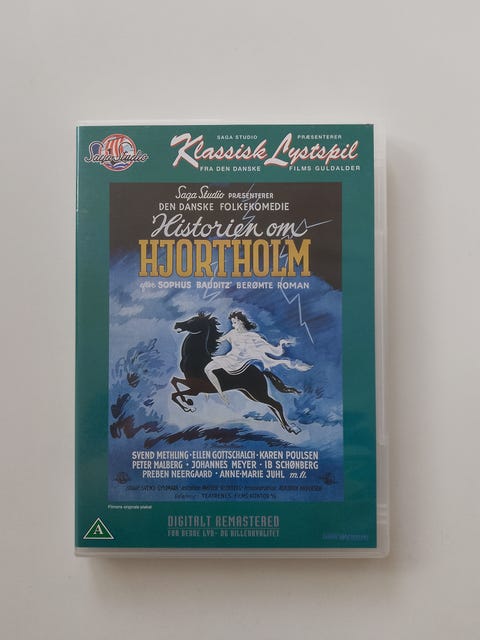 Saga Studio
SAGA STUDIO PRÆSENTERER
Klassisk Lystspil
FRA DEN DANSKE FILMS GULDALDER
Saga Studio PRÆSENTERER
DEN DANSKE FOLKEKOMEDIE
Historien om
HJORTHOLM
efter SOPHUS BAUDITZ' BERØMTE ROMAN
SVEND METHLING · ELLEN GOTTSCHALCH · KAREN POULSEN
PETER MALBERG · JOHANNES MEYER · IB SCHØNBERG
PREBEN NEERGAARD · ANNE-MARIE JUHL m.fl.
Filmens originale plakat
A
DIGITALT REMASTERED
FOR BEDRE LYD- OG BILLEDKVALITET